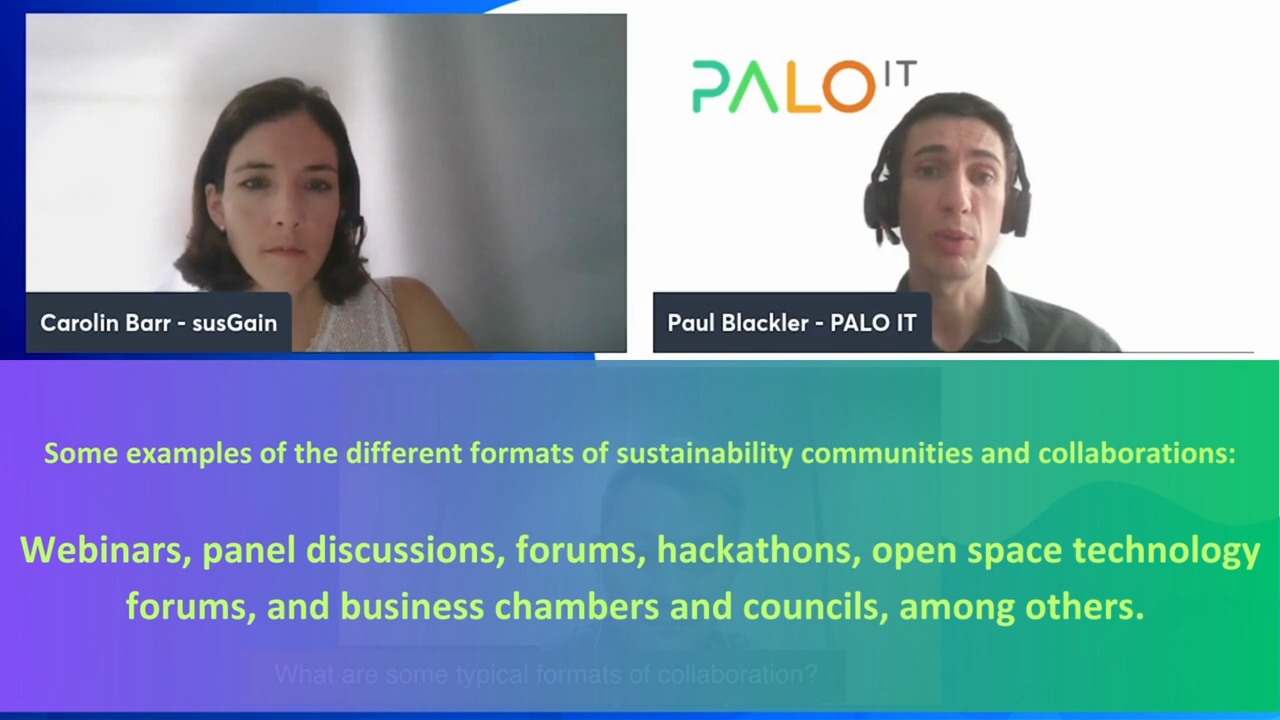 PALO IT
Carolin Barr - susGain
Paul Blackler - PALO IT
Some examples of the different formats of sustainability communities and collaborations:
Webinars, panel discussions, forums, hackathons, open space technology
forums, and business chambers and councils, among others.
What are some typical formats of collaboration?